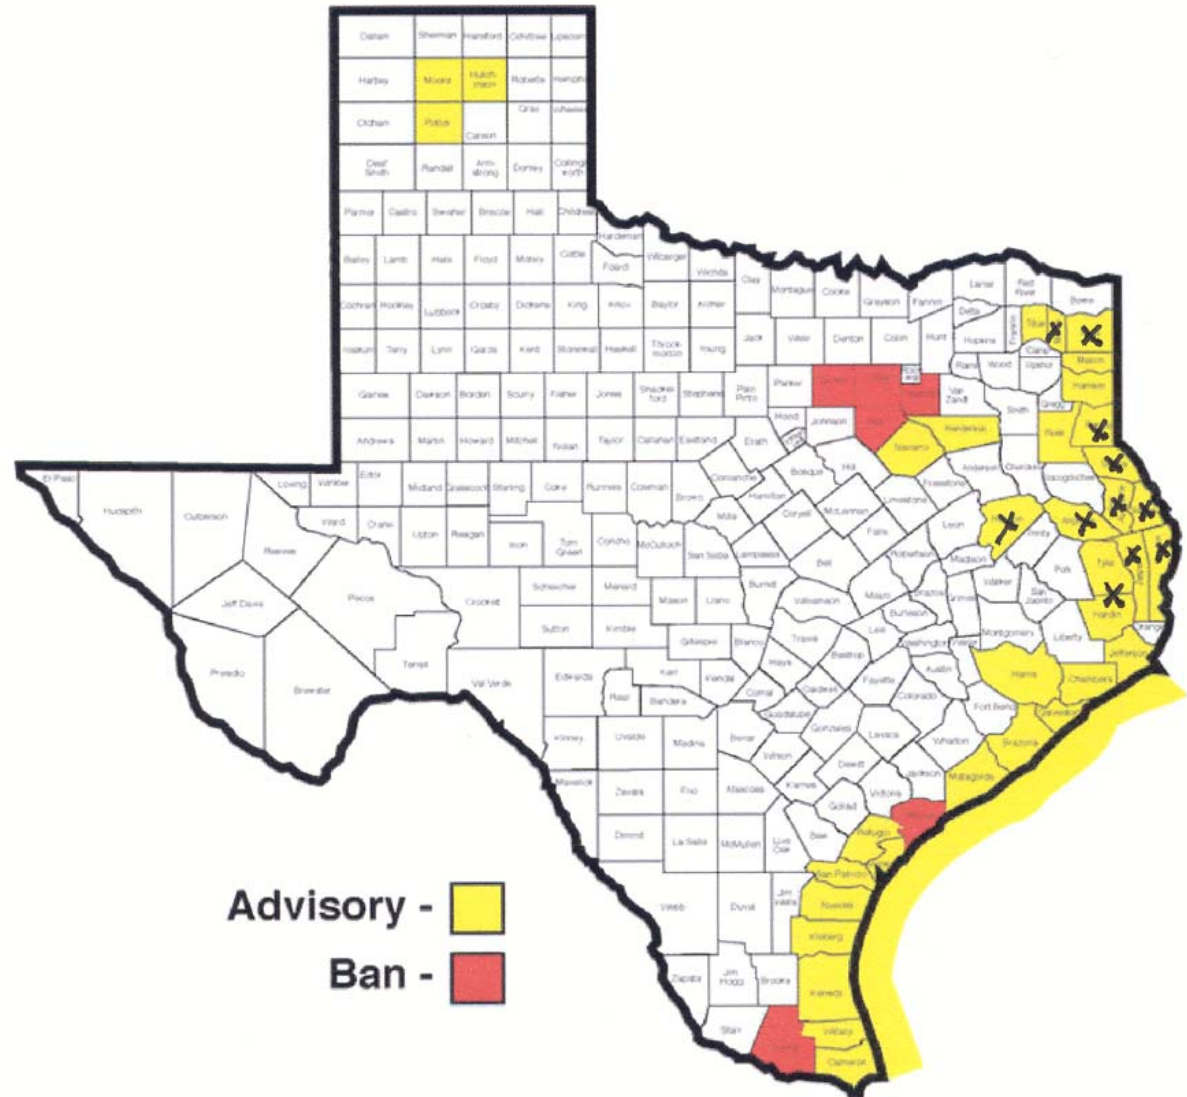 Dallam Sherman Hansford Ochiltree Lipscomb
Hartley Moore Hutch- Roberts Hemphill
inson
Oldham Potter Carson Gray Wheeler
Deaf Randall Arm- Donley Collings
Smith strong worth
Parmer Castro Swisher Briscoe Hall Childress
Hardeman
Bailey Lamb Hale Floyd Motley Cottle Foard Wilbarger Wichita
Clay Montague Cooke Grayson Fannin Lamar Red Bowie
River
Delta
Cochran Hockley Lubbock Crosby Dickens King Knox Baylor Archer
Franklin Titus
Yoakum Terry Lynn Garza Kent Stonewall Haskell Throck- Young Jack Wise Denton Collin Hunt Hopkins Camp
morton
Rains Wood Upshur Marion
Harrison
Gaines Dawson Borden Scurry Fisher Jones Shackel Stephens Palo Parker Van Smith Gregg
ford Pinto Zandt
Hood Johnson Henderson Rusk
Andrews Martin Howard Mitchell Nolan Taylor Callahan Eastland Erath Navarro
Hill Anderson Cherokee Nacogdoches
El Paso Hudspeth Culberson Loving Winkler Ector Midland Glasscock Sterling Coke Runnels Coleman Brown Comanche Bosque Freestone
Hamilton Limestone
Ward Crane Upton Reagan Irion Tom Concho McCulloch San Saba Mills Coryell McLennan Leon Trinity
Green
Reeves Lampasas Bell Falls Robertson Madison Polk Tyler
Jeff Davis Pecos Crockett Schleicher Menard Mason Llano Burnet Williamson Milam Brazos Grimes Walker San
Jacinto
Hardin
Burleson
Sutton Kimble Gillespie Blanco Travis Lee Washington Montgomery Liberty Orange
Presidio Brewster Terrell Val Verde Edwards Kerr Kendall Hays Bastrop Austin Harris Jefferson
Real Bandera Comal Caldwell Fayette Colorado Chambers
Fort Bend Galveston
Kinney Uvalde Medina Bexar Guadalupe Gonzales Lavaca Wharton Brazoria
Wilson Dewitt Jackson Matagorda
Maverick Zavala Frio Atascosa Karnes Victoria
Goliad
Dimmit La Salle McMullen Live Bee Refugio
Oak
San Patricio
Advisory -
Webb Duval Jim Nueces
Wells
Kleberg
Ban -
Zapata Jim Brooks Kenedy
Hogg
Starr Willacy
Cameron